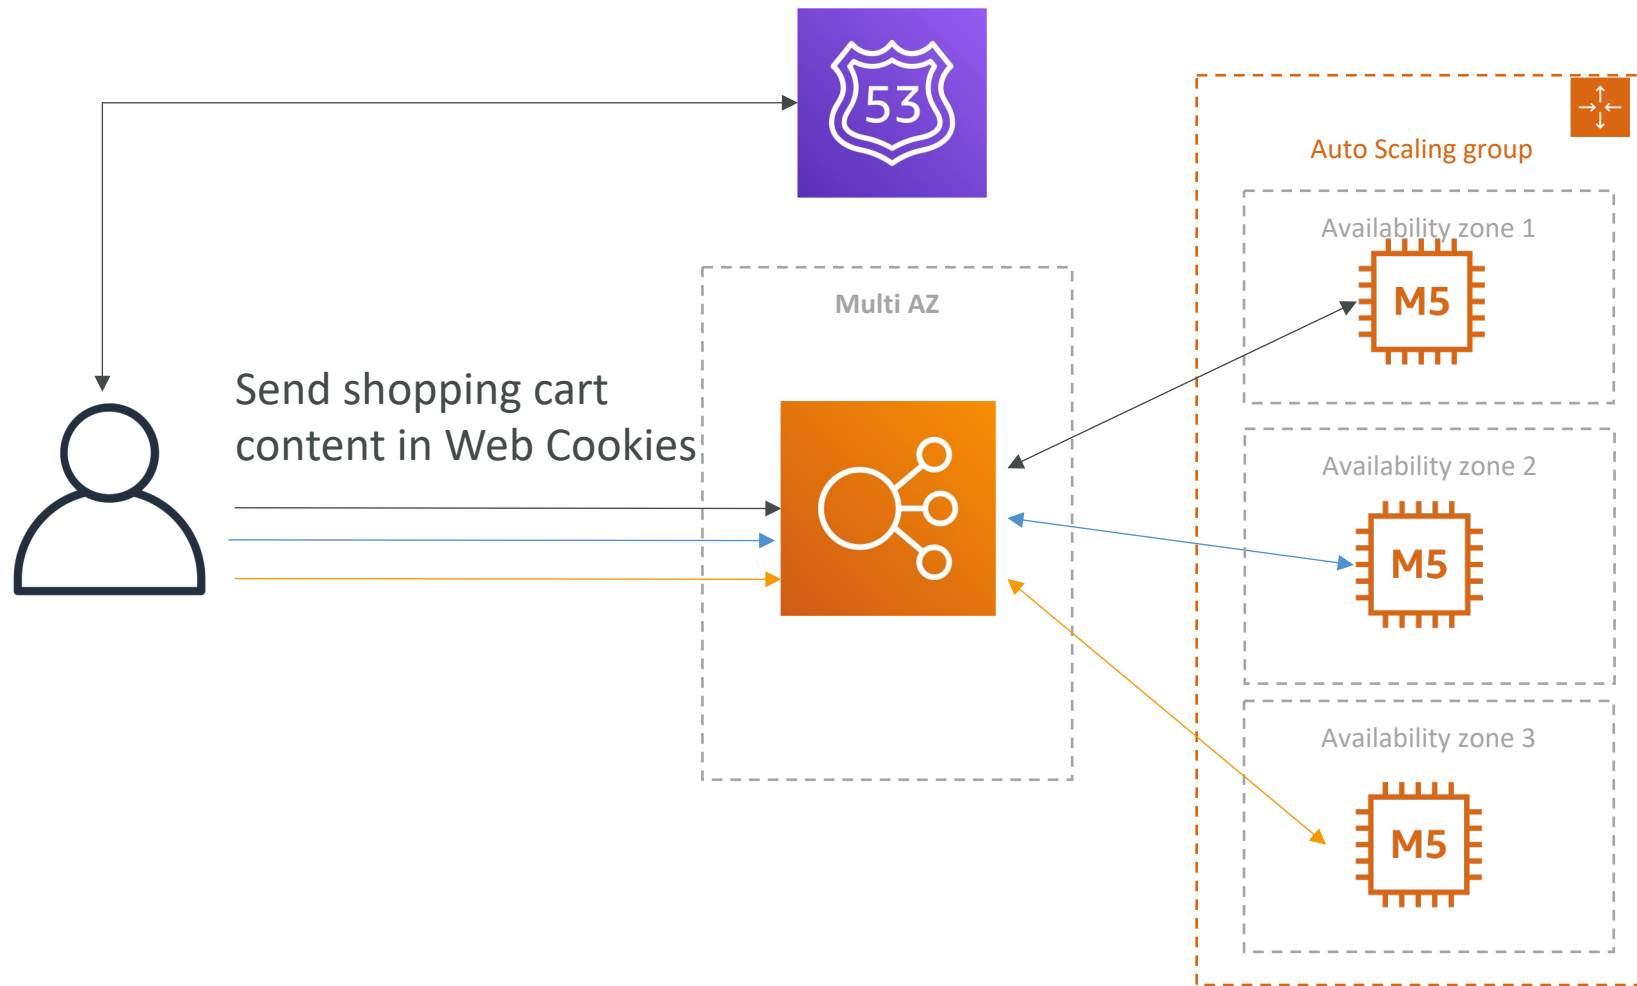 53
Auto Scaling group
Availability zone 1
M5
Multi AZ
Send shopping cart
content in Web Cookies
Availability zone 2
M5
Availability zone 3
M5